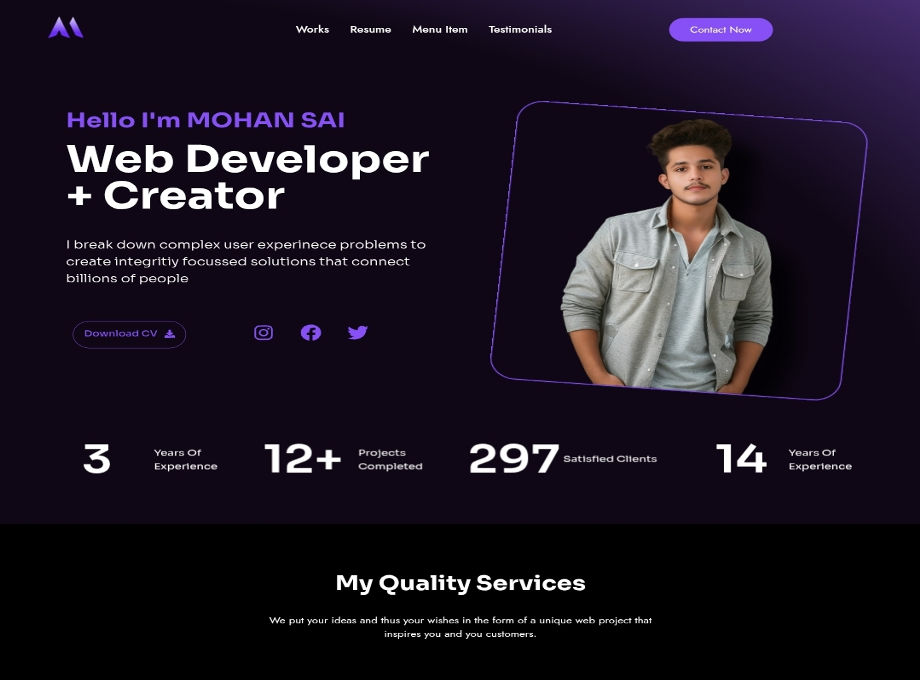 Works
Resume
Menu Item
Testimonials
Contact Now
Hello I'm MOHAN SAI
Web Developer
+ Creator
I break down complex user experinece problems to
create integritiy focussed solutions that connect
billions of people
Download CV
3
Years Of
Experience
12+
Projects
Completed
297
Satisfied Clients
14
Years Of
Experience
My Quality Services
We put your ideas and thus your wishes in the form of a unique web project that
inspires you and you customers.